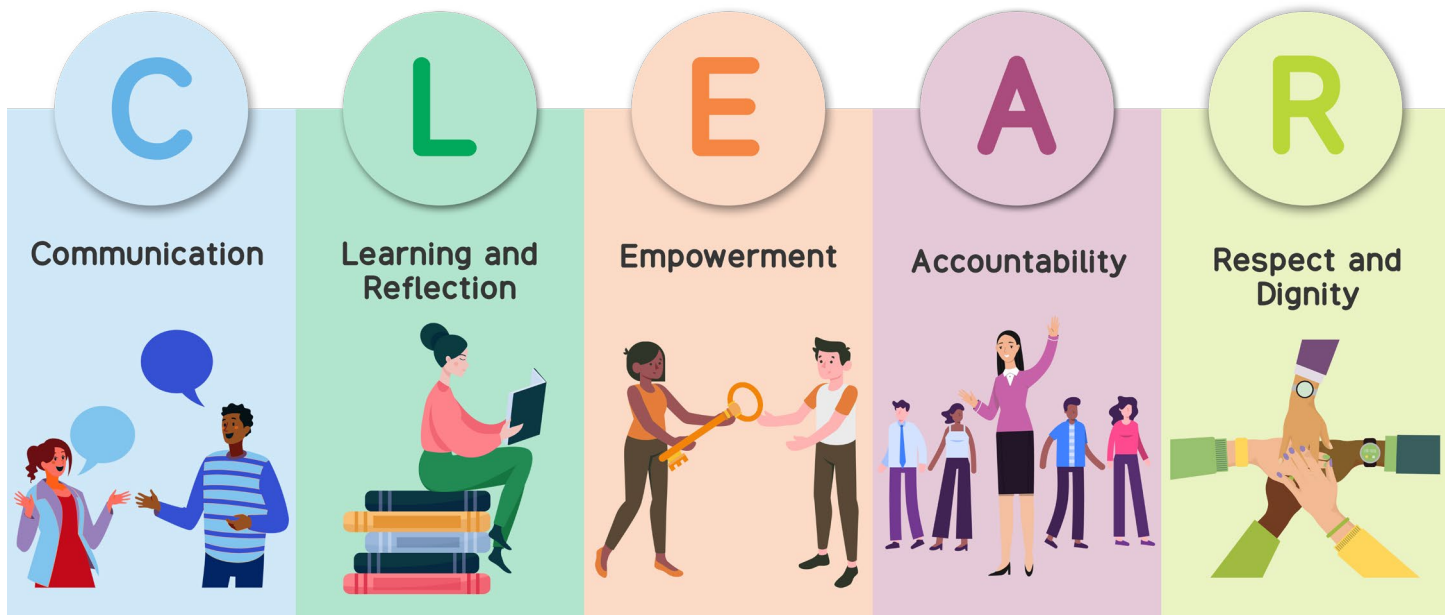 C
Communication
L
Learning and
Reflection
E
Empowerment
A
Accountability
R
Respect and
Dignity